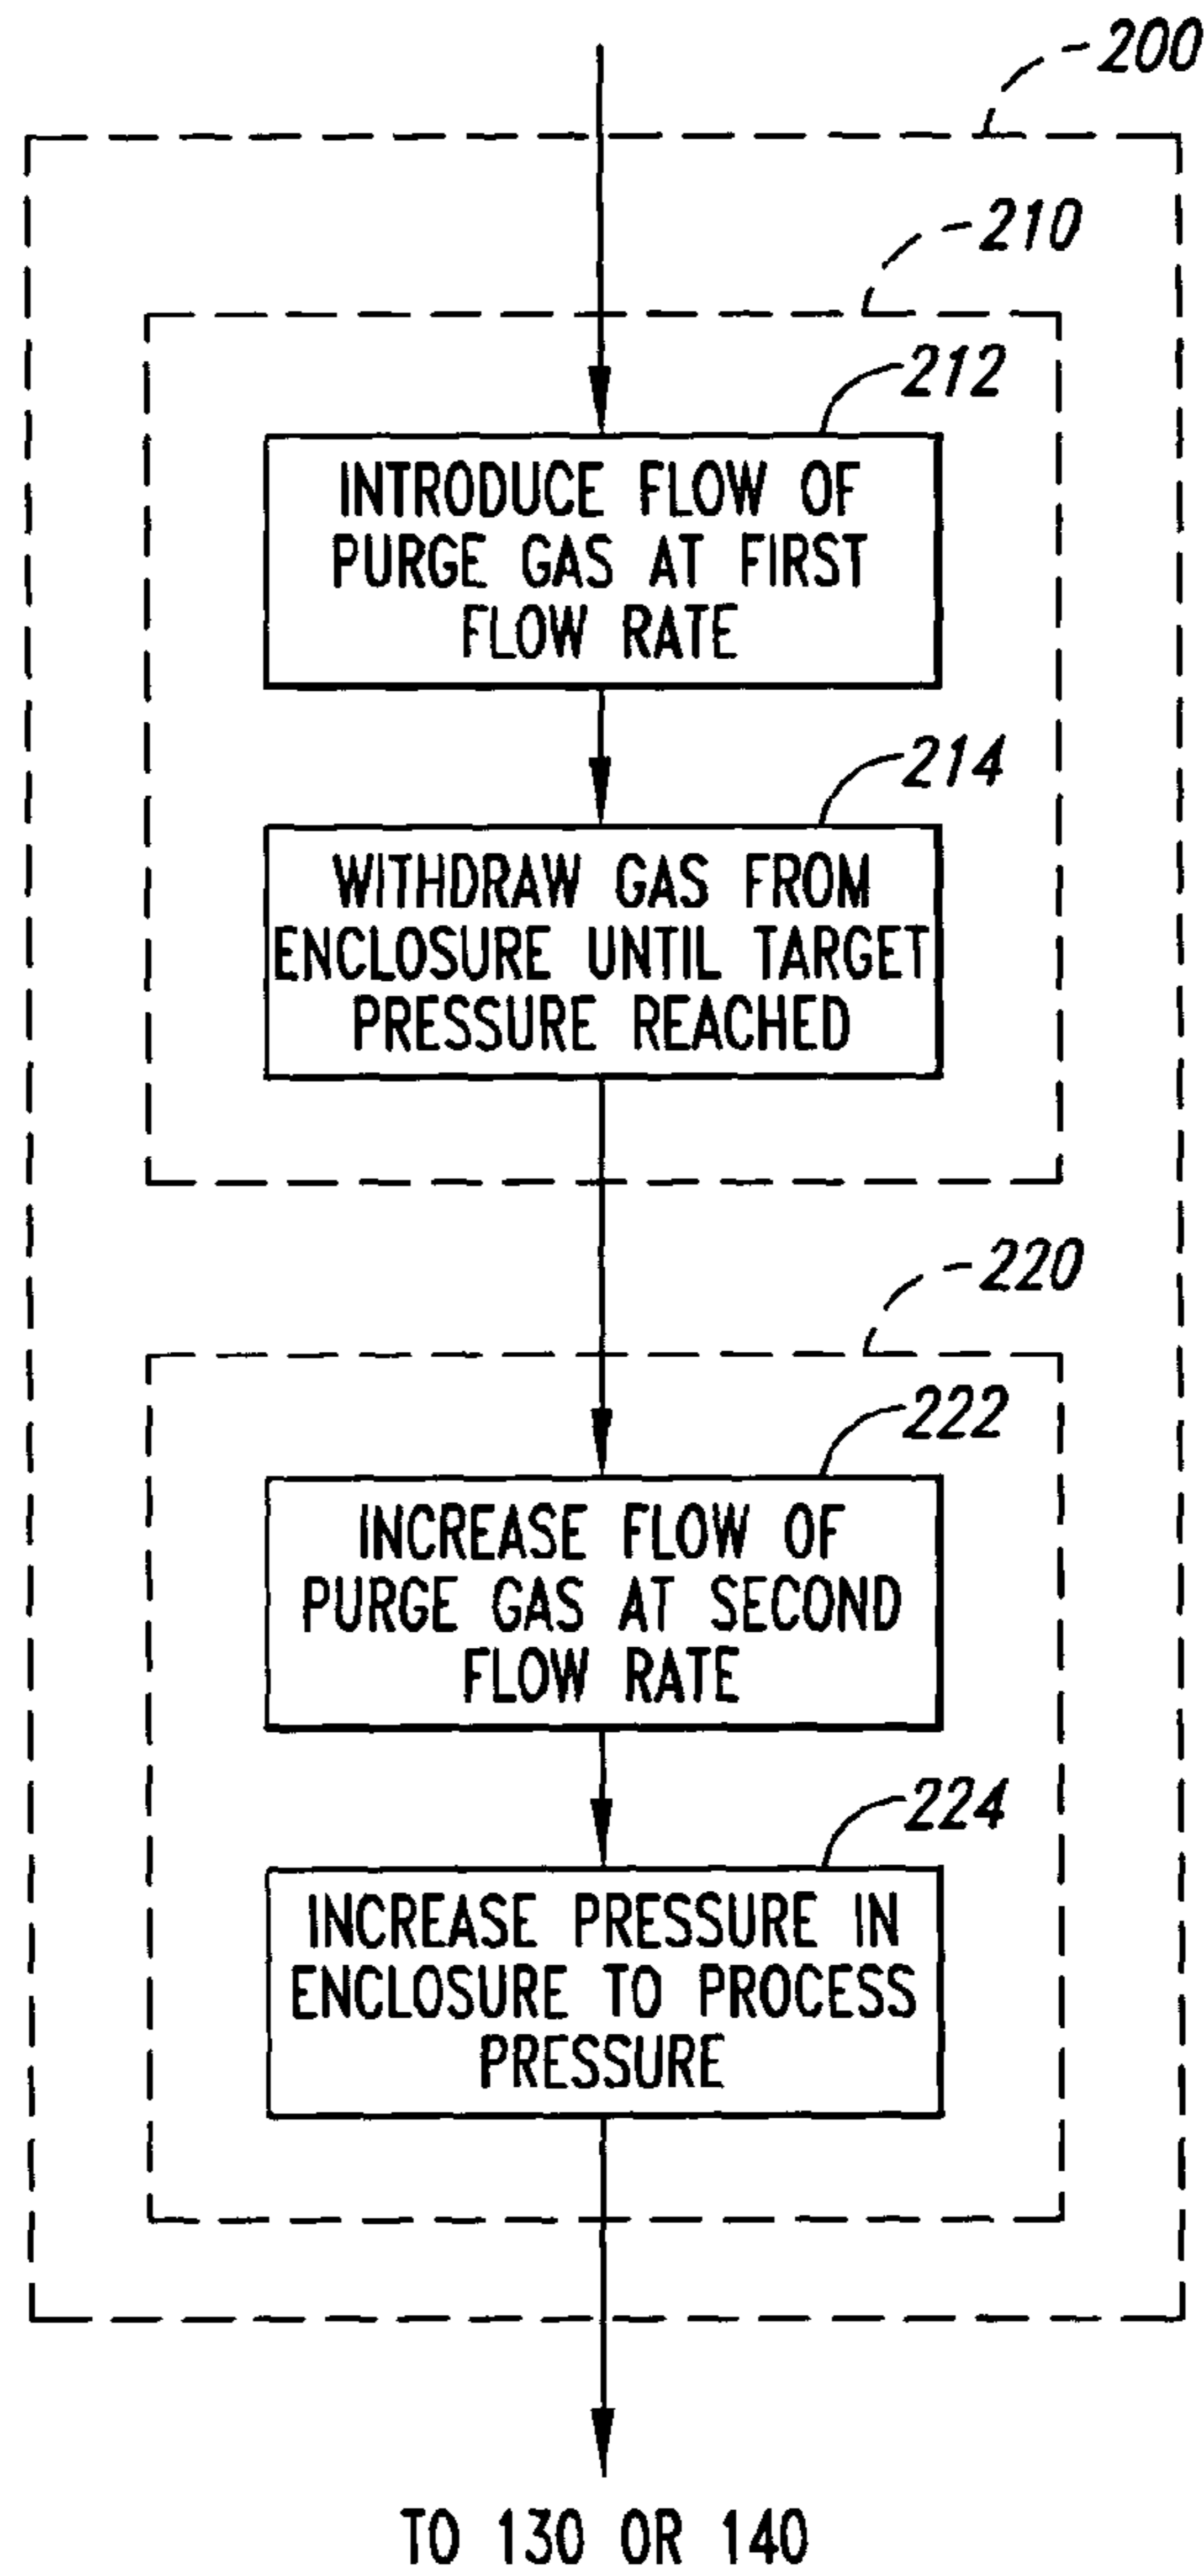 200
210
212
INTRODUCE FLOW OF
PURGE GAS AT FIRST
FLOW RATE
214
WITHDRAW GAS FROM
ENCLOSURE UNTIL TARGET
PRESSURE REACHED
220
222
INCREASE FLOW OF
PURGE GAS AT SECOND
FLOW RATE
224
INCREASE PRESSURE IN
ENCLOSURE TO PROCESS
PRESSURE
TO 130 OR 140